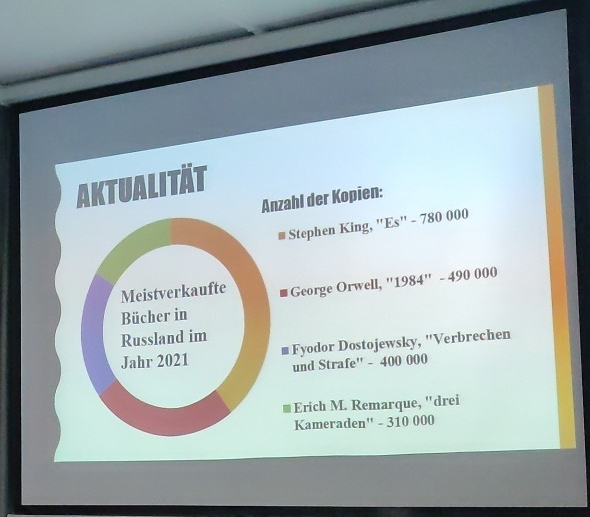 AKTUALITÄT
Meistverkaufte
Bücher in
Russland im
Jahr 2021
Anzahl der Kopien:
Stephen King, "Es" - 780 000
George Orwell, "1984" - 490 000
Fyodor Dostojewsky, "Verbrechen
und Strafe" - 400 000
Erich M. Remarque, "drei
Kameraden" - 310 000